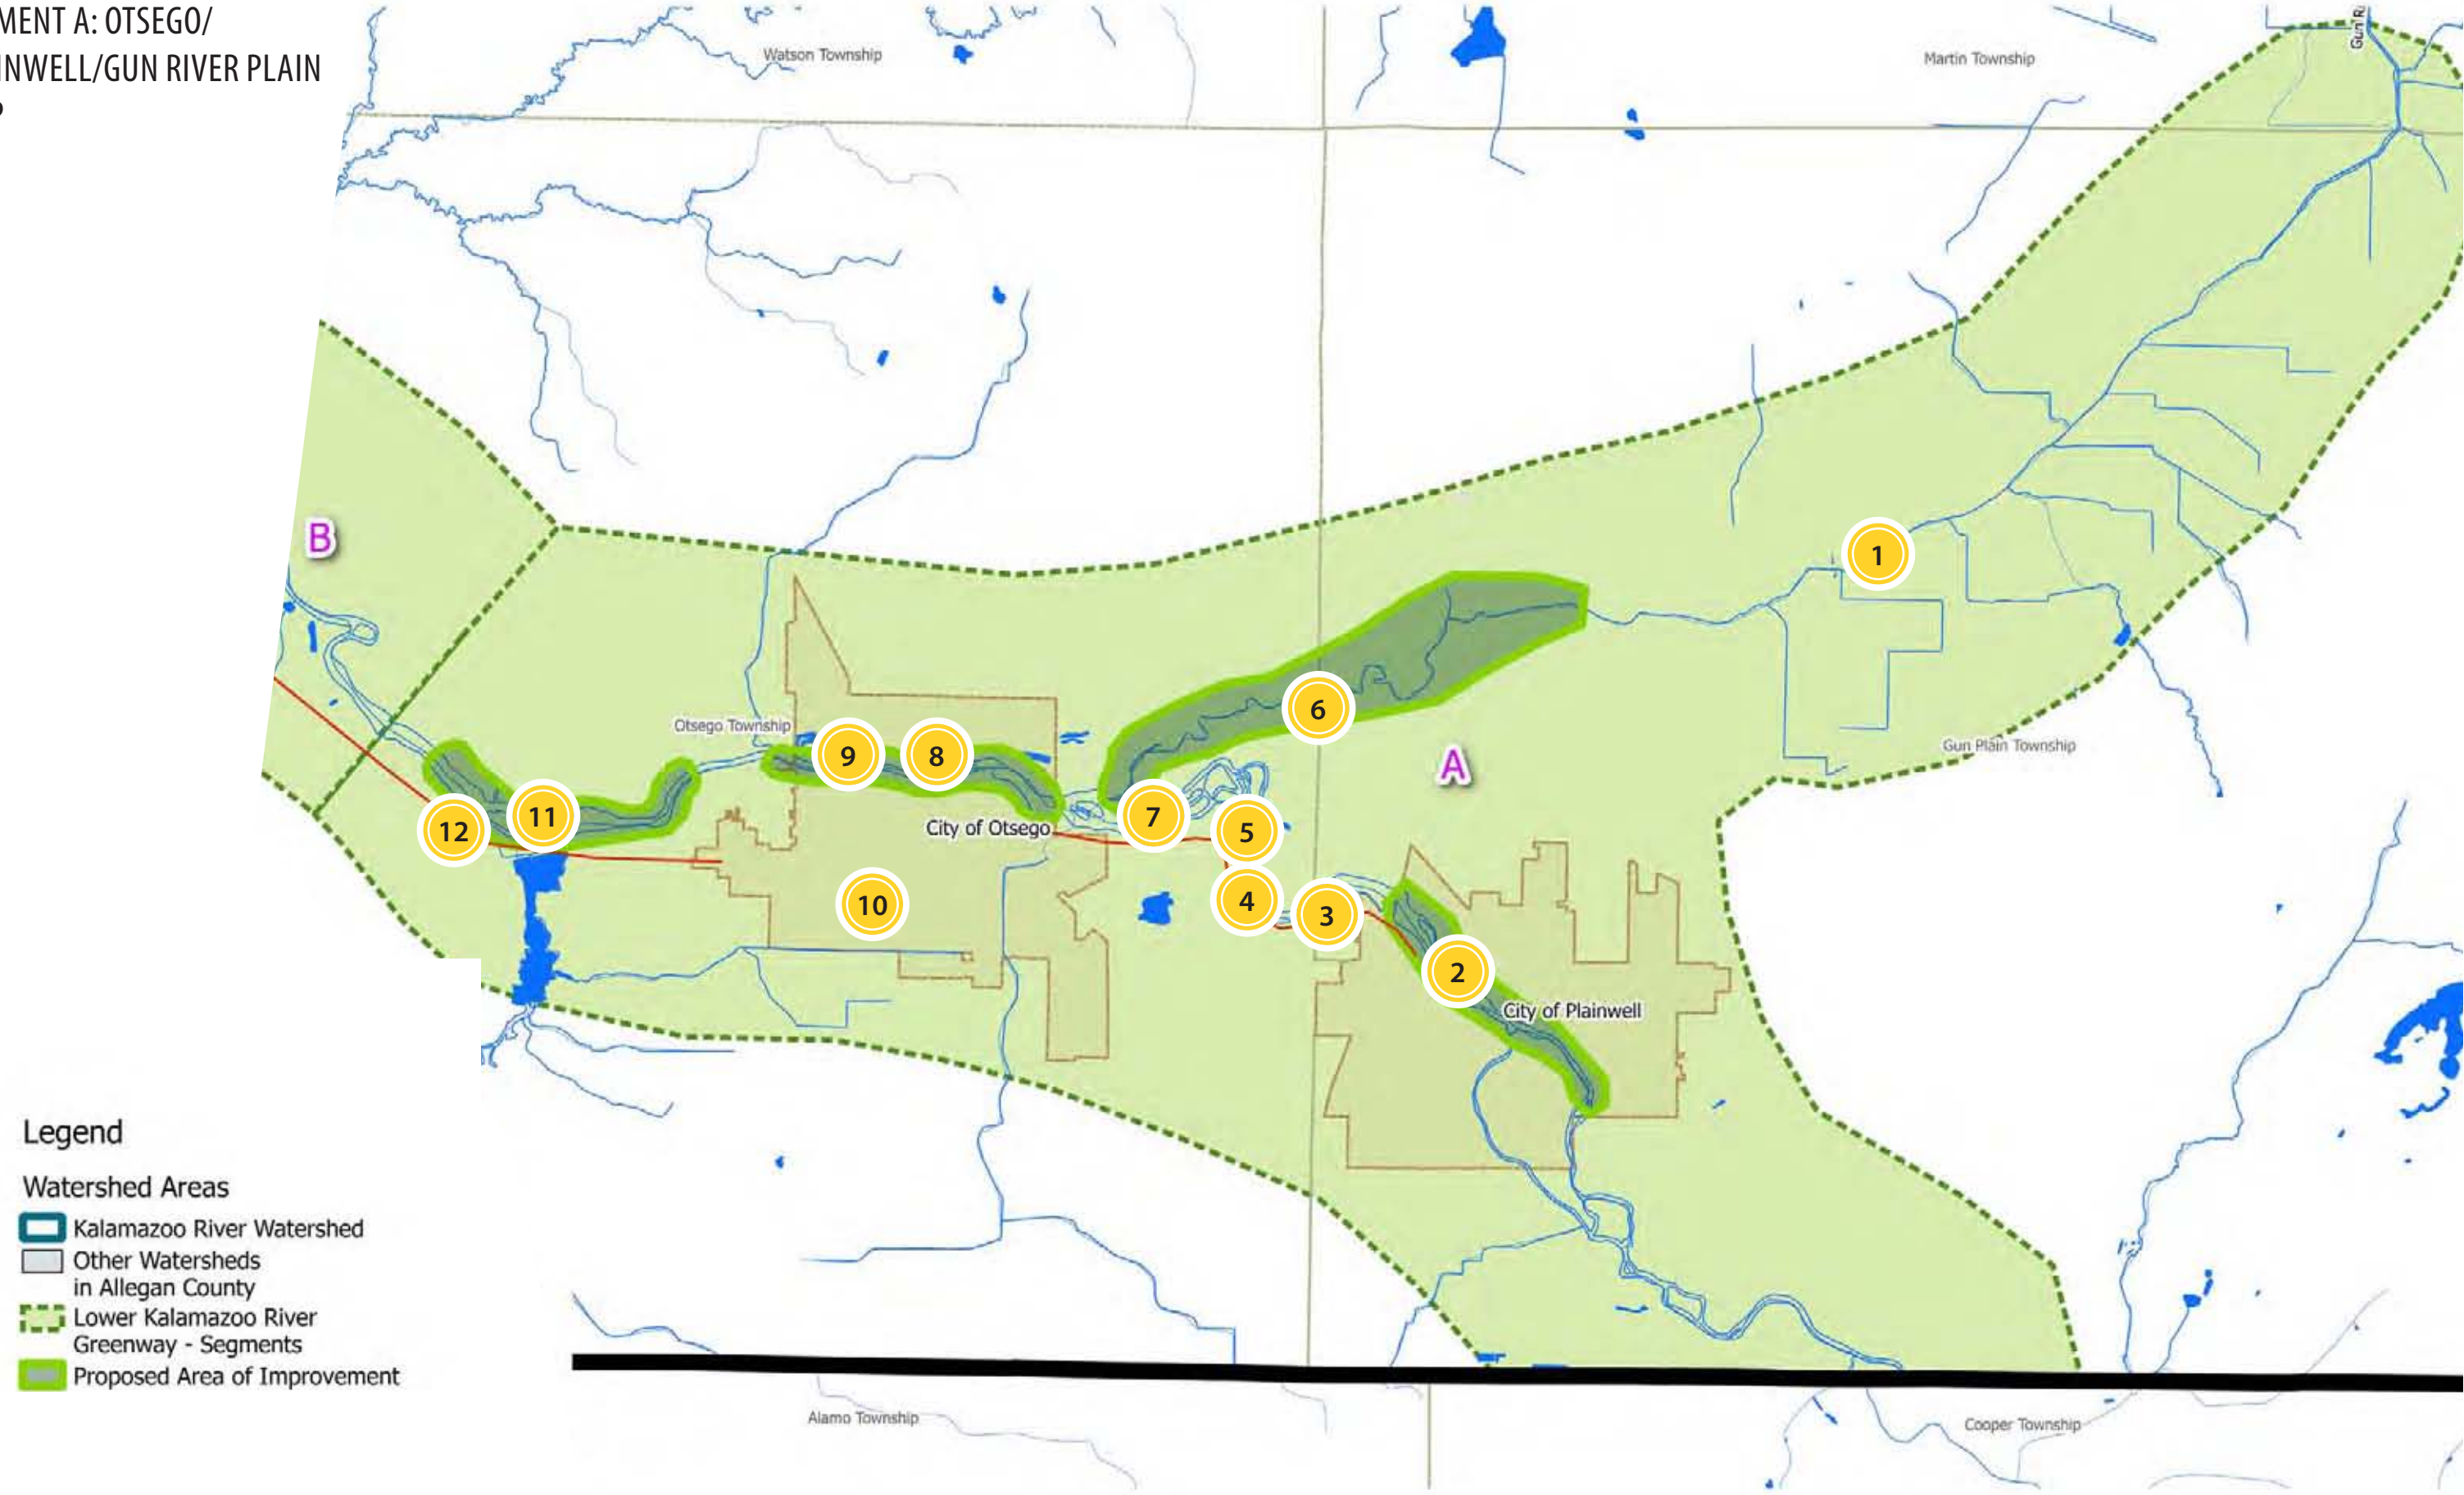 MENT A: OTSEGO/
INWELL/GUN RIVER PLAIN
Watson Township
Martin Township
B
1
6
Otsego Township
9
8
A
Gun Plain Township
12
11
7
5
City of Otsego
10
4
3
2
City of Plainwell
Legend
Watershed Areas
Kalamazoo River Watershed
Other Watersheds
in Allegan County
Lower Kalamazoo River
Greenway - Segments
Proposed Area of Improvement
Alamo Township
Cooper Township